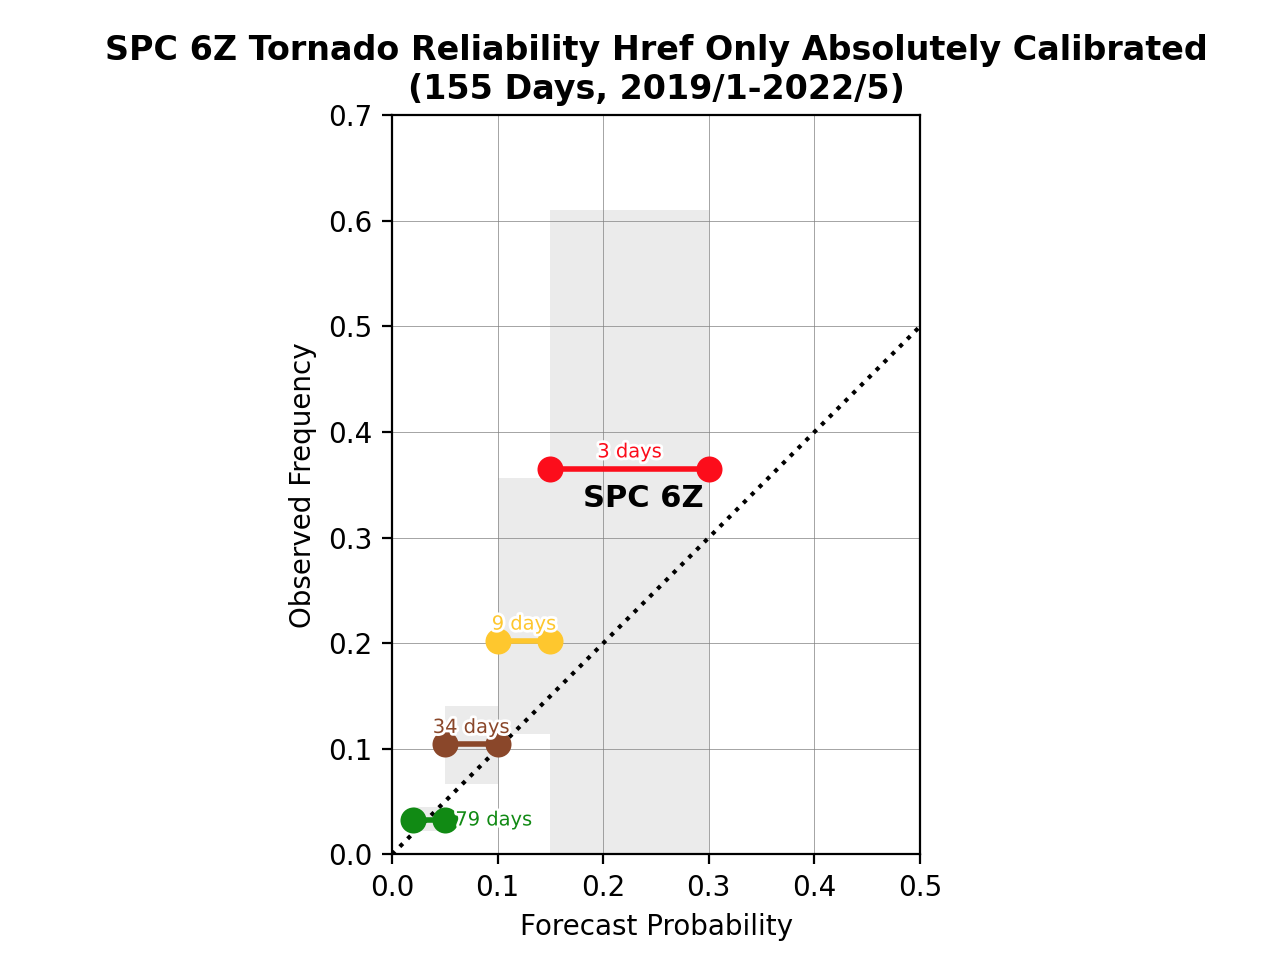 SPC 6Z Tornado Reliability Href Only Absolutely Calibrated
(155 Days, 2019/1-2022/5)
0.7
0.6
0.5
0.4
0.3
0.2
0.1
0.0
Observed Frequency
3 days
SPC 6Z
9 days
34 days
79 days
0.0 0.1 0.2 0.3 0.4 0.5
Forecast Probability